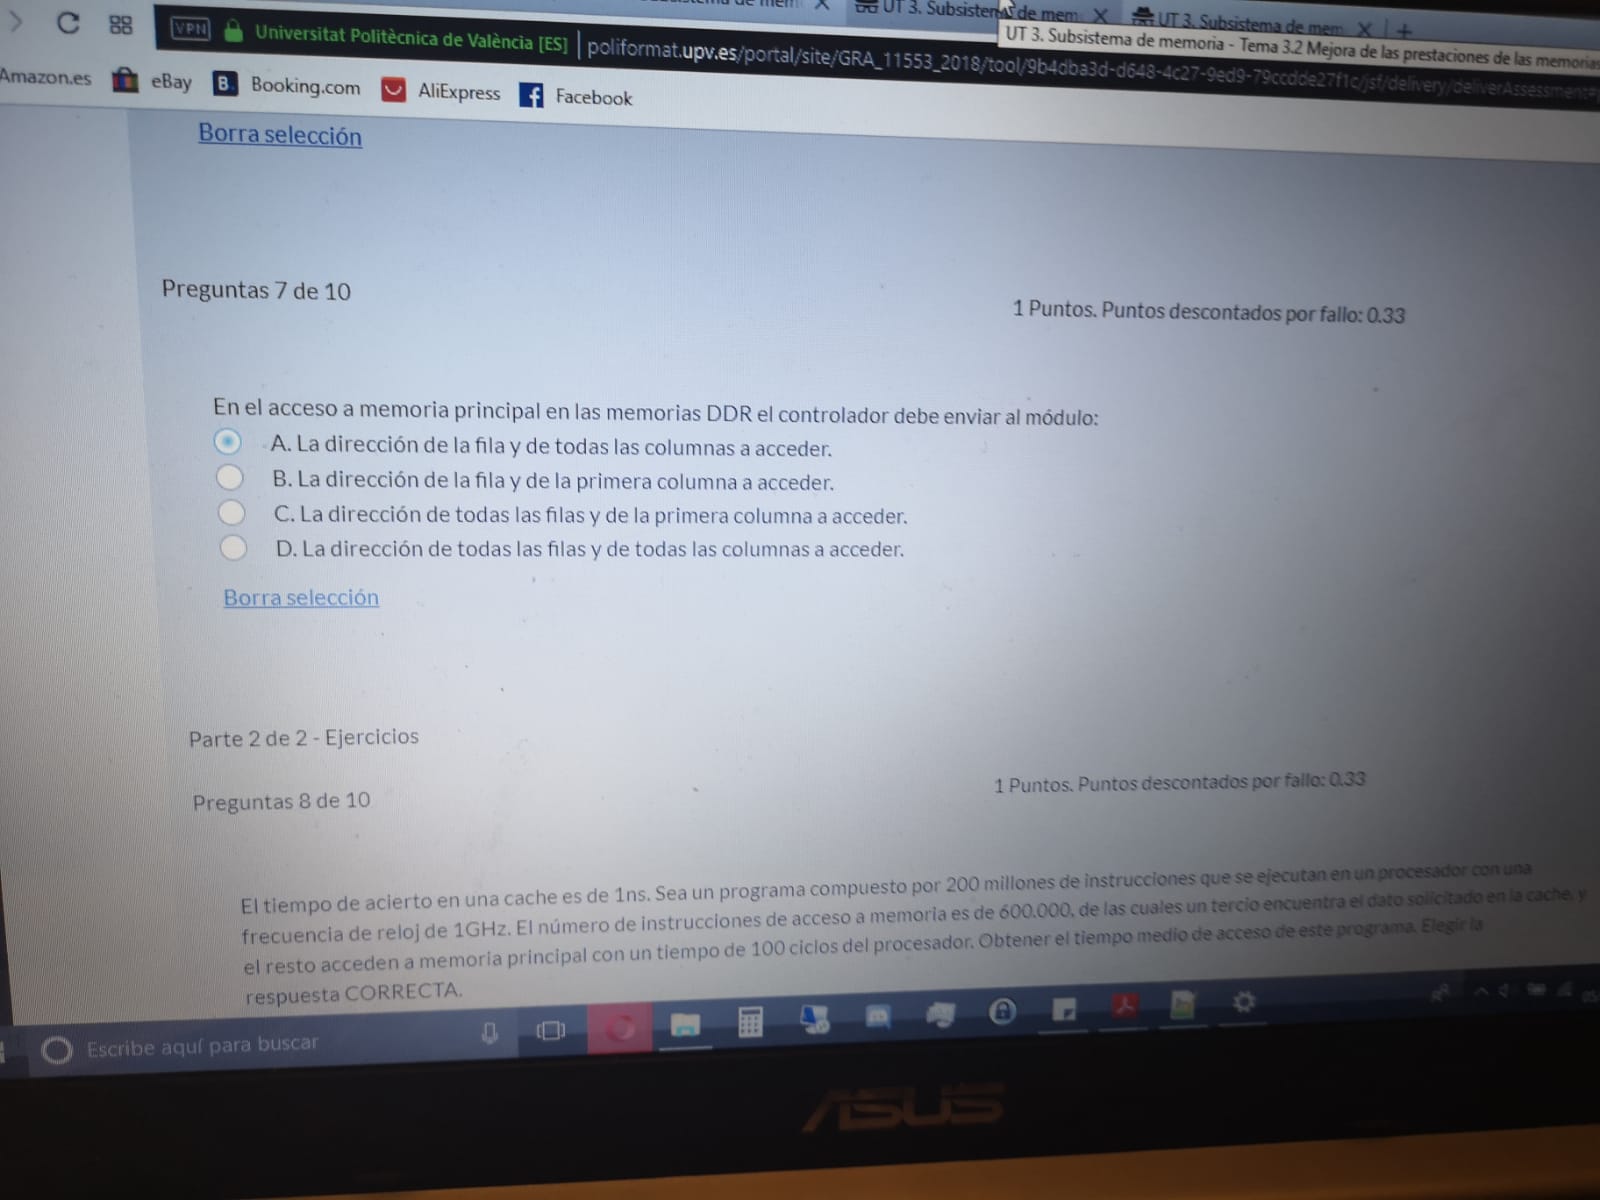 UT 3. Subsistema de mem
UT 3. Subsistema de mem
UT 3. Subsistema de memoria - Tema 3.2 Mejora de las prestaciones de las memorias
VPN
Universitat Politècnica de València [ES]
poliformat.upv.es/portal/site/GRA_11553_2018/tool/9b4dba3d-d648-4c27-9ed9-79ccdde27f1c/jsf/delivery/deliverAssessment
Amazon.es
eBay
B.
Booking.com
AliExpress
Facebook
Borra selección
Preguntas 7 de 10
1 Puntos. Puntos descontados por fallo: 0.33
En el acceso a memoria principal en las memorias DDR el controlador debe enviar al módulo:
A. La dirección de la fila y de todas las columnas a acceder.
B. La dirección de la fila y de la primera columna a acceder.
C. La dirección de todas las filas y de la primera columna a acceder.
D. La dirección de todas las filas y de todas las columnas a acceder.
Borra selección
Parte 2 de 2 - Ejercicios
Preguntas 8 de 10
1 Puntos. Puntos descontados por fallo: 0.33
El tiempo de acierto en una cache es de 1ns. Sea un programa compuesto por 200 millones de instrucciones que se ejecutan en un procesador con una
frecuencia de reloj de 1GHz. El número de instrucciones de acceso a memoria es de 600.000, de las cuales un tercio encuentra el dato solicitado en la cache, y
el resto acceden a memoria principal con un tiempo de 100 ciclos del procesador. Obtener el tiempo medio de acceso de este programa. Elegir la
respuesta CORRECTA.
Escribe aquí para buscar
ASUS